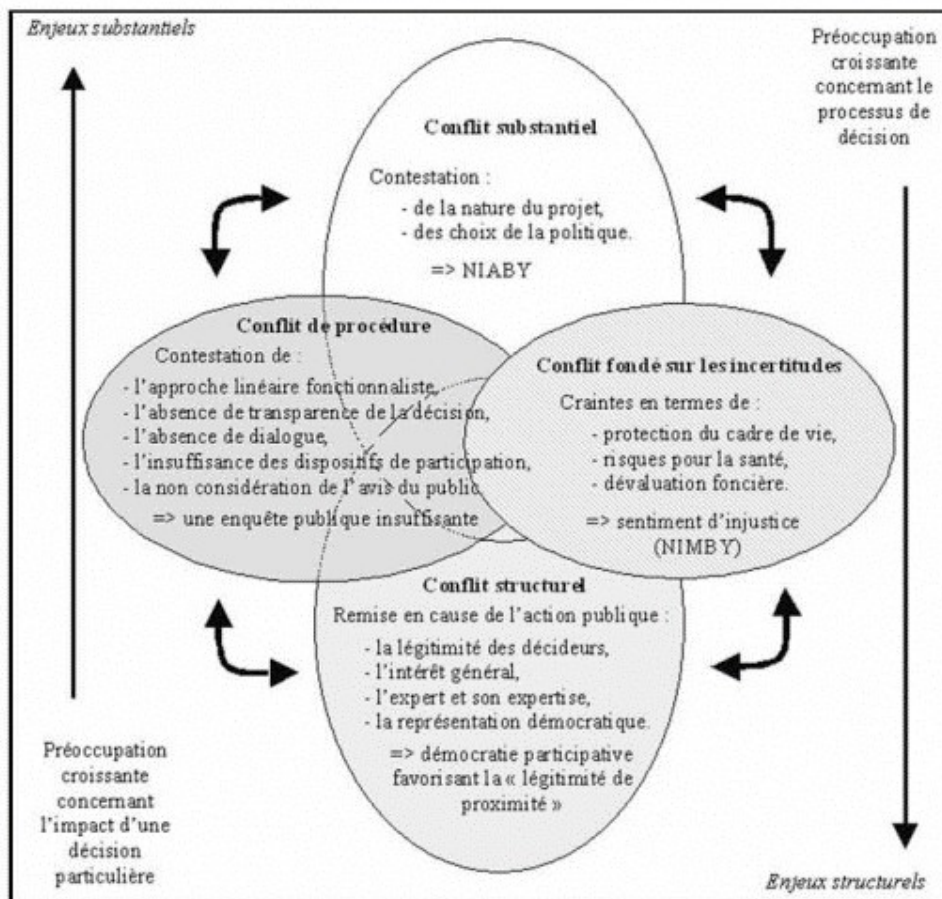 Enjeux substantiels
Préoccupation
croissante
concernant le
processus de
décision
Conflit substantiel
Contestation :
- de la nature du projet,
- des choix de la politique.
=> NIABY
Conflit de procédure
Contestation de :
- l'approche linéaire fonctionnaliste,
- l'absence de transparence de la décision,
- l'absence de dialogue,
- l'insuffisance des dispositifs de participation,
- la non considération de l'avis du public
=> une enquête publique insuffisante
Conflit fondé sur les incertitudes
Craintes en termes de :
- protection du cadre de vie,
- risques pour la santé,
- dévaluation foncière.
=> sentiment d'injustice
(NIMBY)
Conflit structurel
Remise en cause de l'action publique :
- la légitimité des décideurs,
- l'intérêt général,
- l'expert et son expertise,
- la représentation démocratique.
=> démocratie participative
favorisant la « légitimité de
proximité »
Préoccupation
croissante
concernant
l'impact d'une
décision
particulière
Enjeux structurels